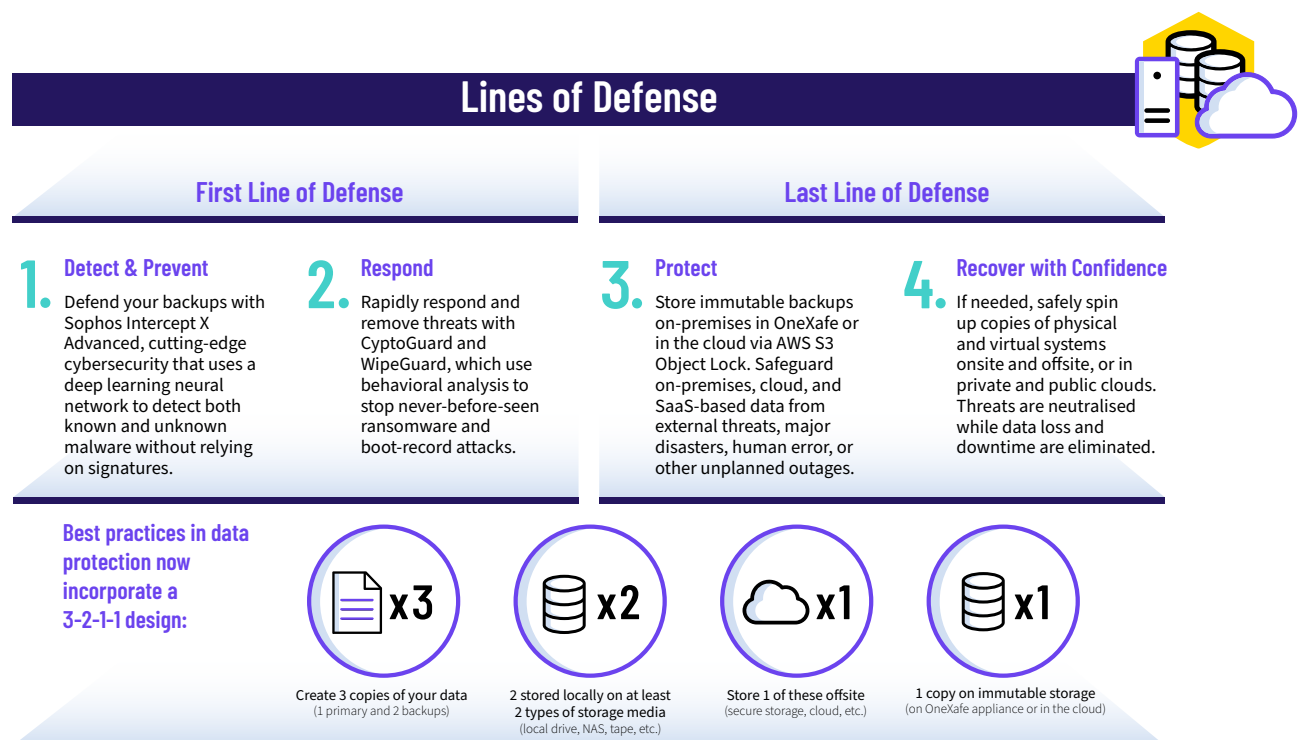 Lines of Defense
First Line of Defense
Last Line of Defense
1.
Detect & Prevent
Defend your backups with
Sophos Intercept X
Advanced, cutting-edge
cybersecurity that uses a
deep learning neural
network to detect both
known and unknown
malware without relying
on signatures.
2.
Respond
Rapidly respond and
remove threats with
CyptoGuard and
WipeGuard, which use
behavioral analysis to
stop never-before-seen
ransomware and
boot-record attacks.
3.
Protect
Store immutable backups
on-premises in OneXafe or
in the cloud via AWS S3
Object Lock. Safeguard
on-premises, cloud, and
SaaS-based data from
external threats, major
disasters, human error, or
other unplanned outages.
4.
Recover with Confidence
If needed, safely spin
up copies of physical
and virtual systems
onsite and offsite, or in
private and public clouds.
Threats are neutralised
while data loss and
downtime are eliminated.
Best practices in data
protection now
incorporate a
3-2-1-1 design:
x3
Create 3 copies of your data
(1 primary and 2 backups)
x2
2 stored locally on at least
2 types of storage media
(local drive, NAS, tape, etc.)
x1
Store 1 of these offsite
(secure storage, cloud, etc.)
x1
1 copy on immutable storage
(on OneXafe appliance or in the cloud)